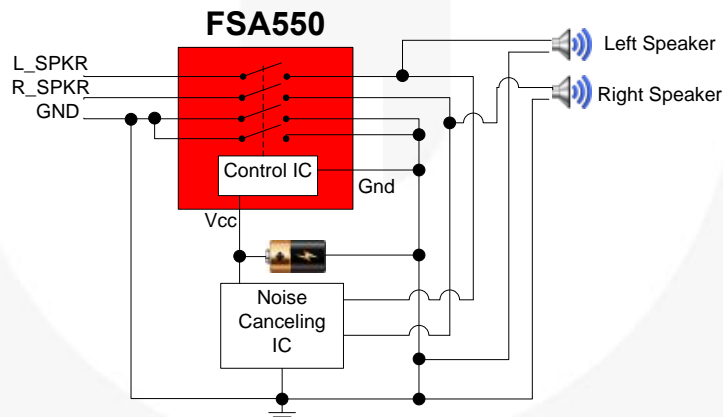 FSA550
L_SPKR
R_SPKR
GND
Left Speaker
Right Speaker
Control IC
Gnd
Vcc
Noise
Canceling
IC